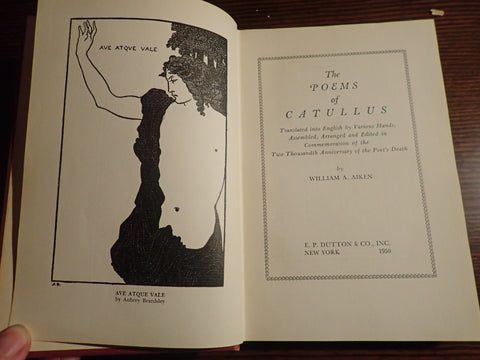 AVE ATQVE VALE
A.B.
AVE ATQUE VALE
by Aubrey Beardsley
The
POEMS
of
CATULLUS
Translated into English by Various Hands,
Assembled, Arranged and Edited in
Commemoration of the
Two Thousandth Anniversary of the Poet's Death
by
WILLIAM A. AIKEN
E. P. DUTTON & CO., INC.
NEW YORK 1950